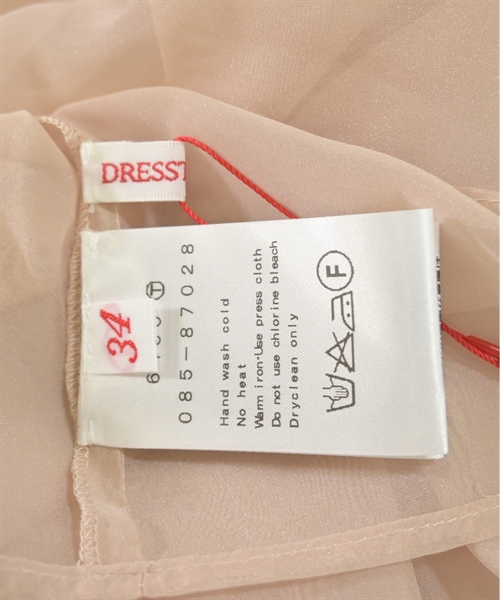 DRESST
34
T
085-87028
Hand wash cold
No heat
Warm iron·Use press cloth
Do not use chlorine bleach
Dryclean only
F